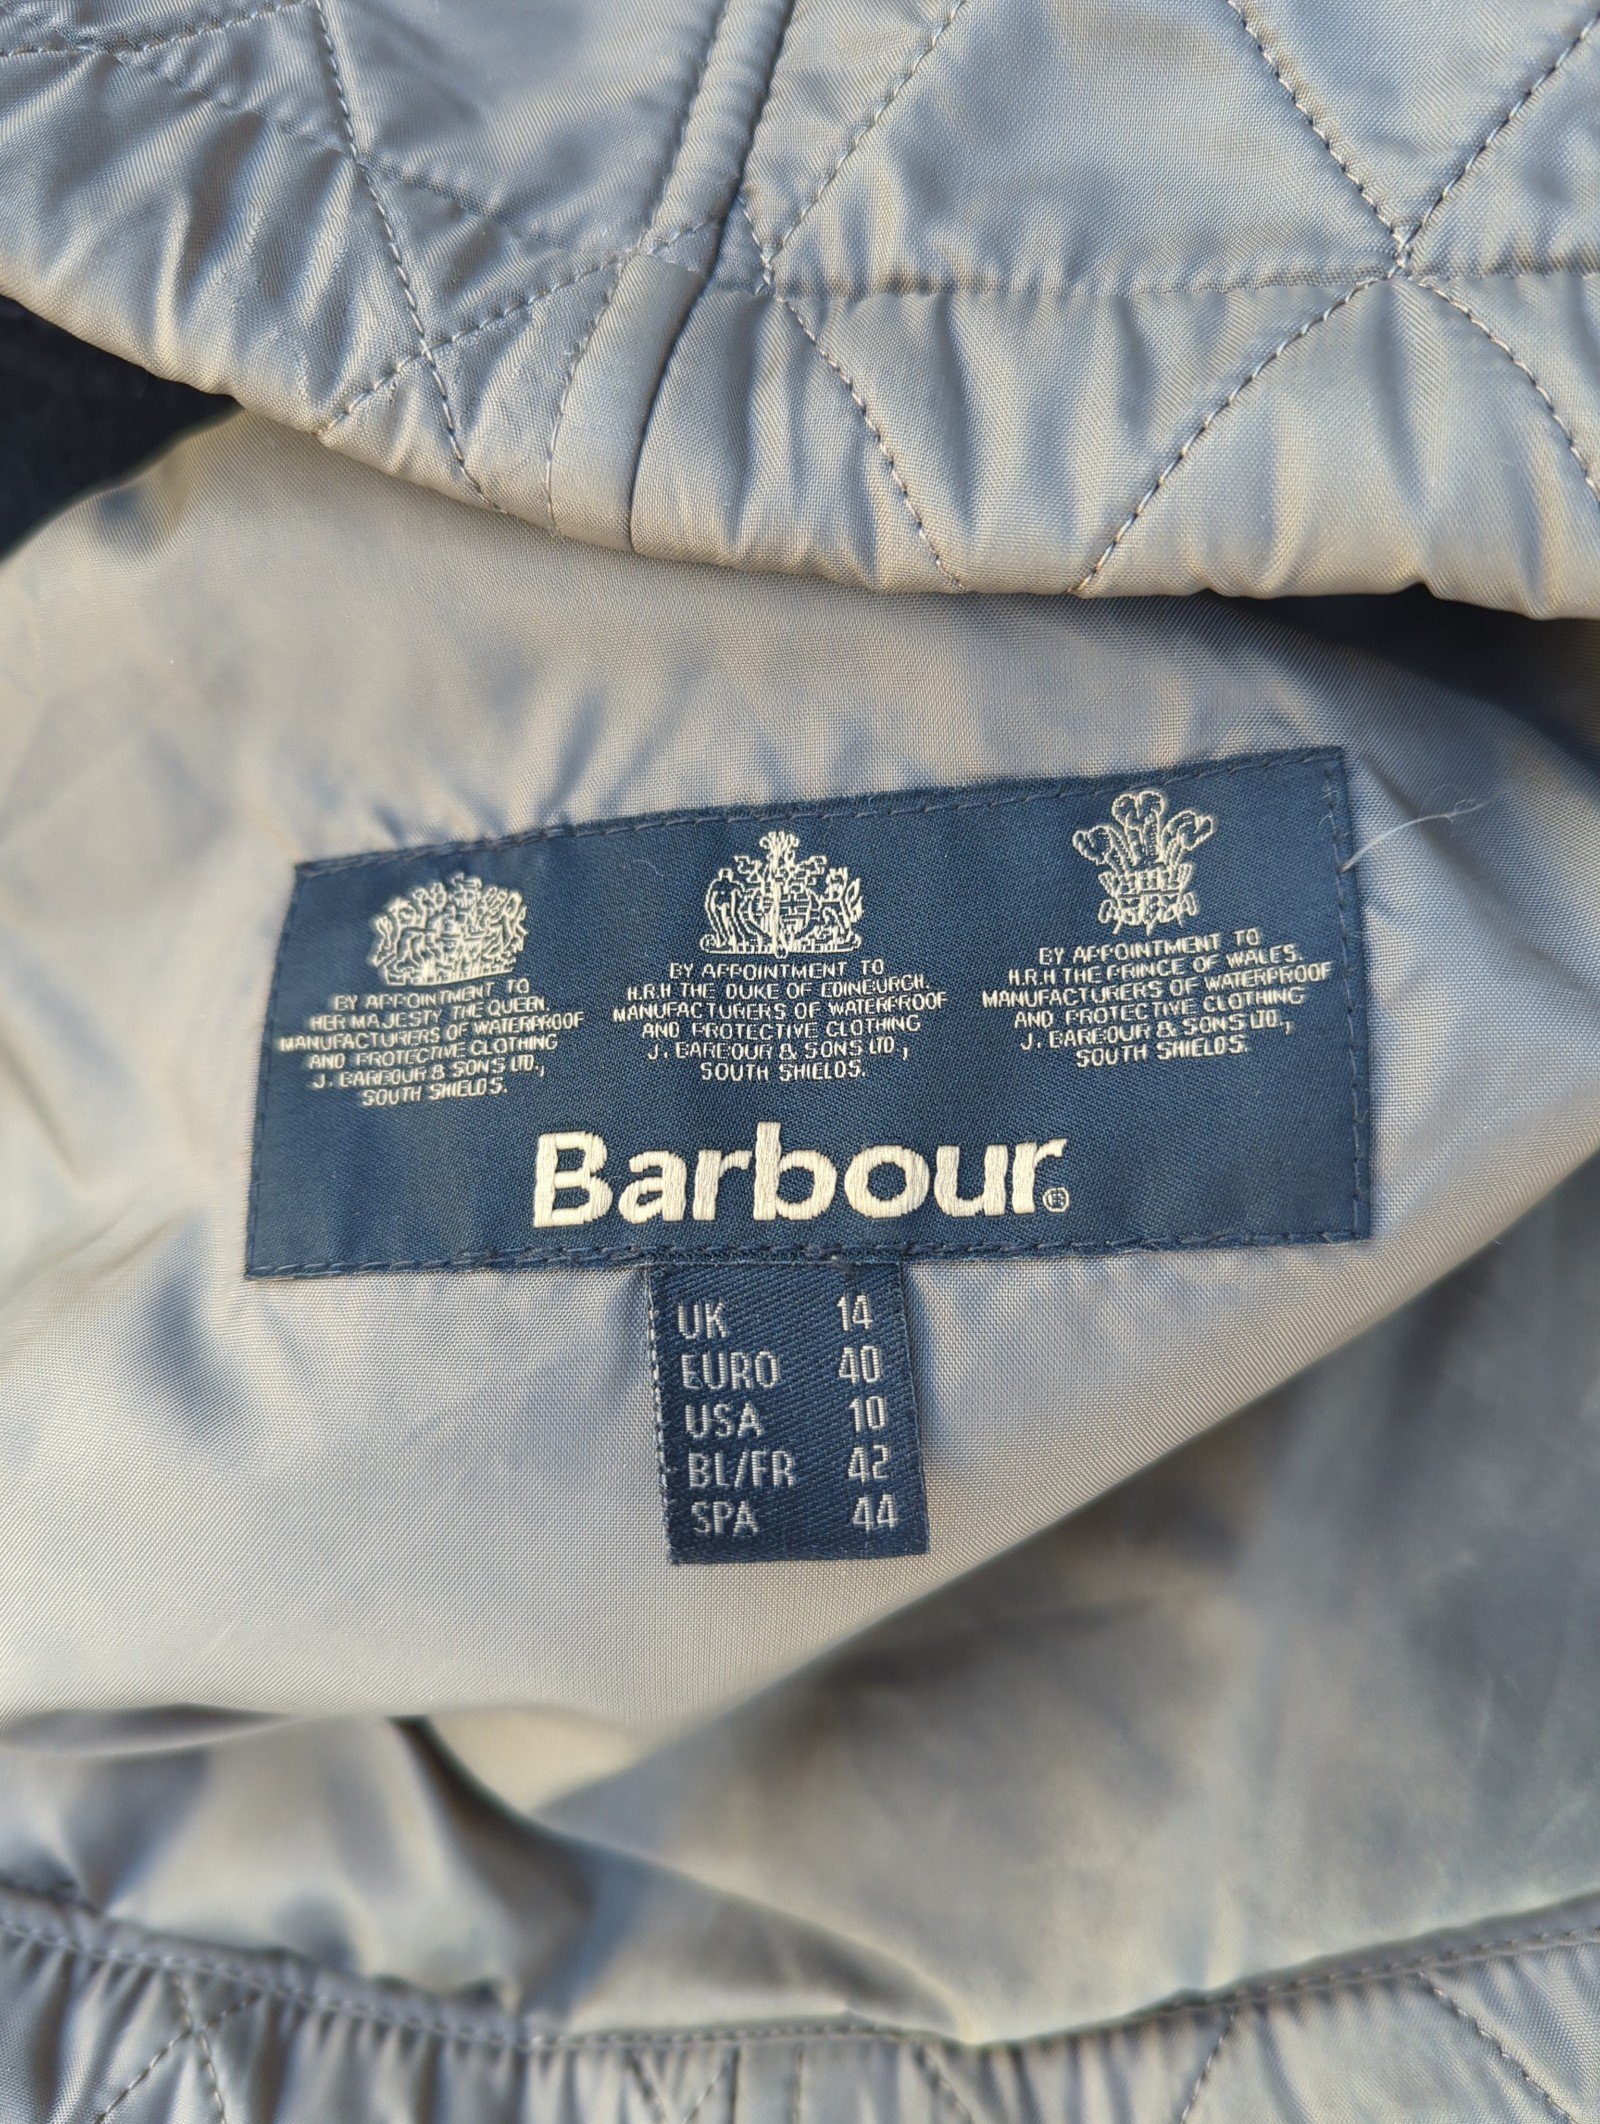 BY APPOINTMENT TO
HER MAJESTY THE QUEEN.
MANUFACTURERS OF WATERPROOF
AND PROTECTIVE CLOTHING
J. BARBOUR & SONS LTD.,
SOUTH SHIELDS.
BY APPOINTMENT TO
H.R.H THE DUKE OF EDINBURGH.
MANUFACTURERS OF WATERPROOF
AND PROTECTIVE CLOTHING
J. BARBOUR & SONS LTD.,
SOUTH SHIELDS.
BY APPOINTMENT TO
H.R.H THE PRINCE OF WALES.
MANUFACTURERS OF WATERPROOF
AND PROTECTIVE CLOTHING
J. BARBOUR & SONS LTD.,
SOUTH SHIELDS.
Barbour®
UK 14
EURO 40
USA 10
BL/FR 42
SPA 44